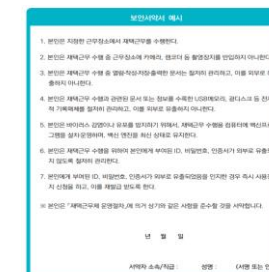 보안서약서 예시
1. 본인은 지정한 근무장소에서 재택근무를 수행한다.
2. 본인은 재택근무 수행 중 근무장소에 카메라, 캠코더 등 촬영장치를 반입하지 아니한다
3. 본인은 재택근무 수행 중 열람·작성·저장·출력한 문서는 철저히 관리하고, 이를 외부로
출하지 아니한다.
4. 본인은 재택근무 수행과 관련된 문서 또는 정보를 수록한 USB메모리, 광디스크 등 전
적 기록매체를 철저히 관리하고, 이를 외부로 유출하지 아니한다.
5. 본인은 바이러스 감염이나 유포를 방지하기 위해서, 재택근무 수행용 컴퓨터에 백신프
그램을 설치·운영하며, 백신 엔진을 최신 상태로 유지한다.
6. 본인은 재택근무 수행을 위하여 본인에게 부여된 ID, 비밀번호, 인증서가 외부로 유출
지 않도록 철저히 관리한다.
7. 본인에게 부여된 ID, 비밀번호, 인증서가 외부로 유출되었음을 인지한 경우 즉시 사용
지 신청을 하고, 이를 재발급 받도록 한다.
※ 본인은 「재택근무제 운영절차」에 의거 상기와 같은 사항을 준수할 것을 서약합니다.
년 월 일
서약자 소속/직급 : 성명 : (서명 또는 인